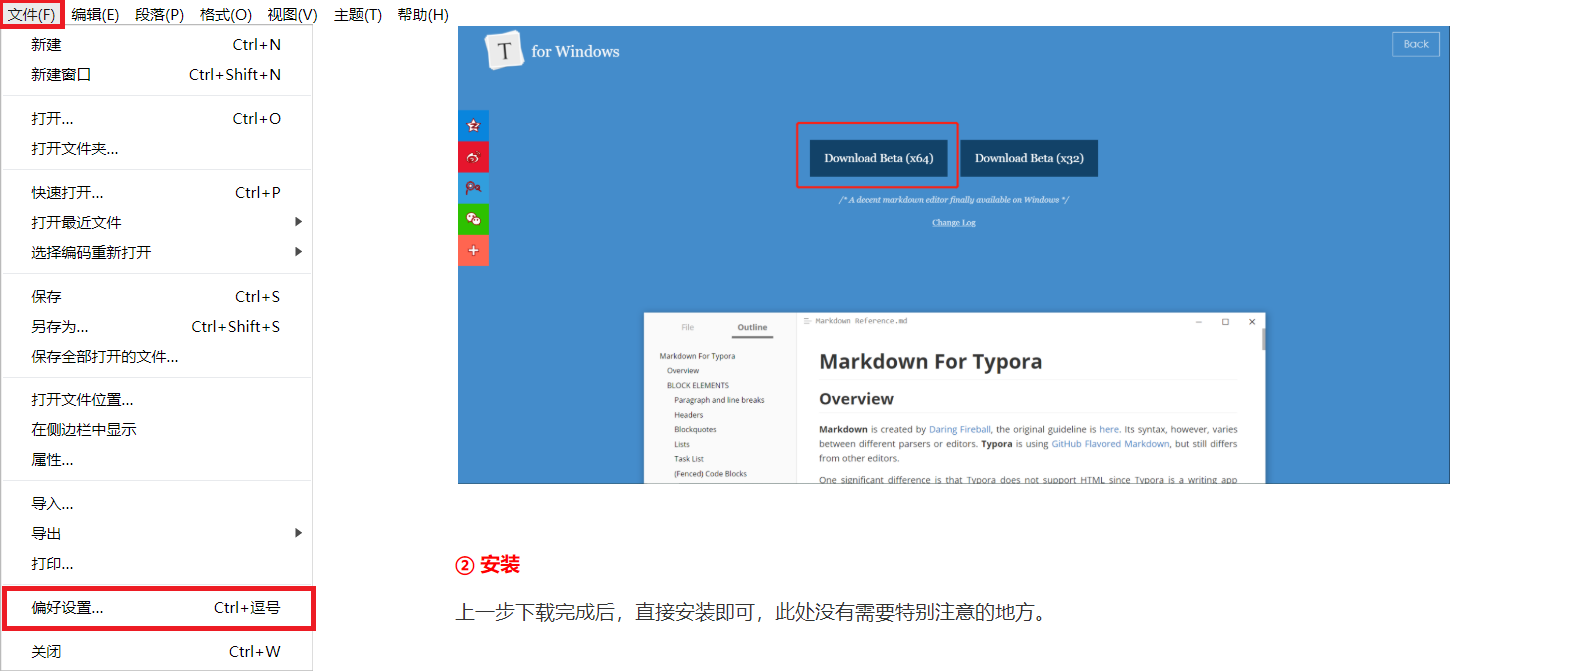 文件(F) 编辑(E) 段落(P) 格式(O) 视图(V) 主题(T) 帮助(H)
新建 Ctrl+N
新建窗口 Ctrl+Shift+N
打开... Ctrl+O
打开文件夹...
快速打开... Ctrl+P
打开最近文件
选择编码重新打开
保存 Ctrl+S
另存为... Ctrl+Shift+S
保存全部打开的文件...
打开文件位置...
在侧边栏中显示
属性...
导入...
导出
打印...
偏好设置... Ctrl+逗号
关闭 Ctrl+W
T for Windows
Back
Download Beta (x64) Download Beta (x32)
/* A decent markdown editor finally available on Windows */
Change Log
File Outline
Markdown For Typora
Overview
BLOCK ELEMENTS
Paragraph and line breaks
Headers
Blockquotes
Lists
Task List
(Fenced) Code Blocks
Markdown Reference.md
Markdown For Typora
Overview
Markdown is created by Daring Fireball, the original guideline is here. Its syntax, however, varies
between different parsers or editors. Typora is using GitHub Flavored Markdown, but still differs
from other editors.
One significant difference is that Typora does not support HTML since Typora is a writing app
② 安装
上一步下载完成后，直接安装即可，此处没有需要特别注意的地方。